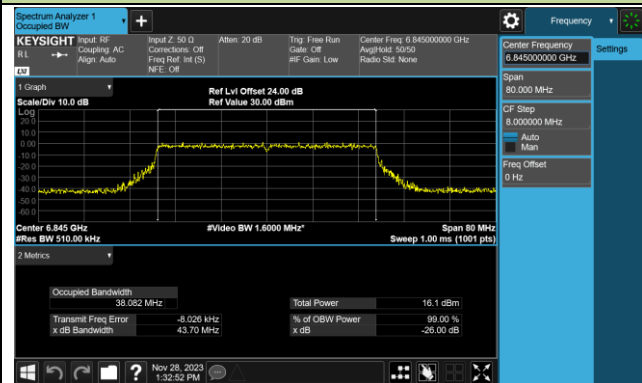 Spectrum Analyzer 1
Occupied BW
Frequency
KEYSIGHT
RL
LXI
Input: RF
Coupling: AC
Align: Auto
Input Z: 50 Ω
Corrections: Off
Freq Ref: Int (S)
NFE: Off
Atten: 20 dB
Trig: Free Run
Gate: Off
#IF Gain: Low
Center Freq: 6.845000000 GHz
Avg|Hold: 50/50
Radio Std: None
Center Frequency
6.845000000 GHz
Settings
Span
80.000 MHz
CF Step
8.000000 MHz
Auto
Man
Freq Offset
0 Hz
1 Graph
Scale/Div 10.0 dB
Ref Lvl Offset 24.00 dB
Ref Value 30.00 dBm
Log
20.0
10.0
0.00
-10.0
-20.0
-30.0
-40.0
-50.0
-60.0
Center 6.845 GHz
#Video BW 1.6000 MHz*
Span 80 MHz
#Res BW 510.00 kHz
Sweep 1.00 ms (1001 pts)
2 Metrics
Occupied Bandwidth
38.082 MHz
Total Power
16.1 dBm
Transmit Freq Error
-8.026 kHz
% of OBW Power
99.00 %
x dB Bandwidth
43.70 MHz
x dB
-26.00 dB
Nov 28, 2023
1:32:52 PM